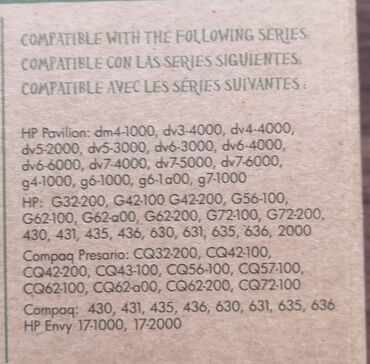 COMPATIBLE WITH THE FOLLOWING SERIES:
COMPATIBLE CON LAS SERIES SIGUIENTES:
COMPATIBLE AVEC LES SÉRIES SUIVANTES :
HP Pavilion: dm4-1000, dv3-4000, dv4-4000,
dv5-2000, dv5-3000, dv6-3000, dv6-4000,
dv6-6000, dv7-4000, dv7-5000, dv7-6000,
g4-1000, g6-1000, g6-1a00, g7-1000
HP: G32-200, G42-100 G42-200, G56-100,
G62-100, G62-a00, G62-200, G72-100, G72-200,
430, 431, 435, 436, 630, 631, 635, 636, 2000
Compaq Presario: CQ32-200, CQ42-100,
CQ42-200, CQ43-100, CQ56-100, CQ57-100,
CQ62-100, CQ62-a00, CQ62-200, CQ72-100
Compaq: 430, 431, 435, 436, 630, 631, 635, 636
HP Envy 17-1000, 17-2000